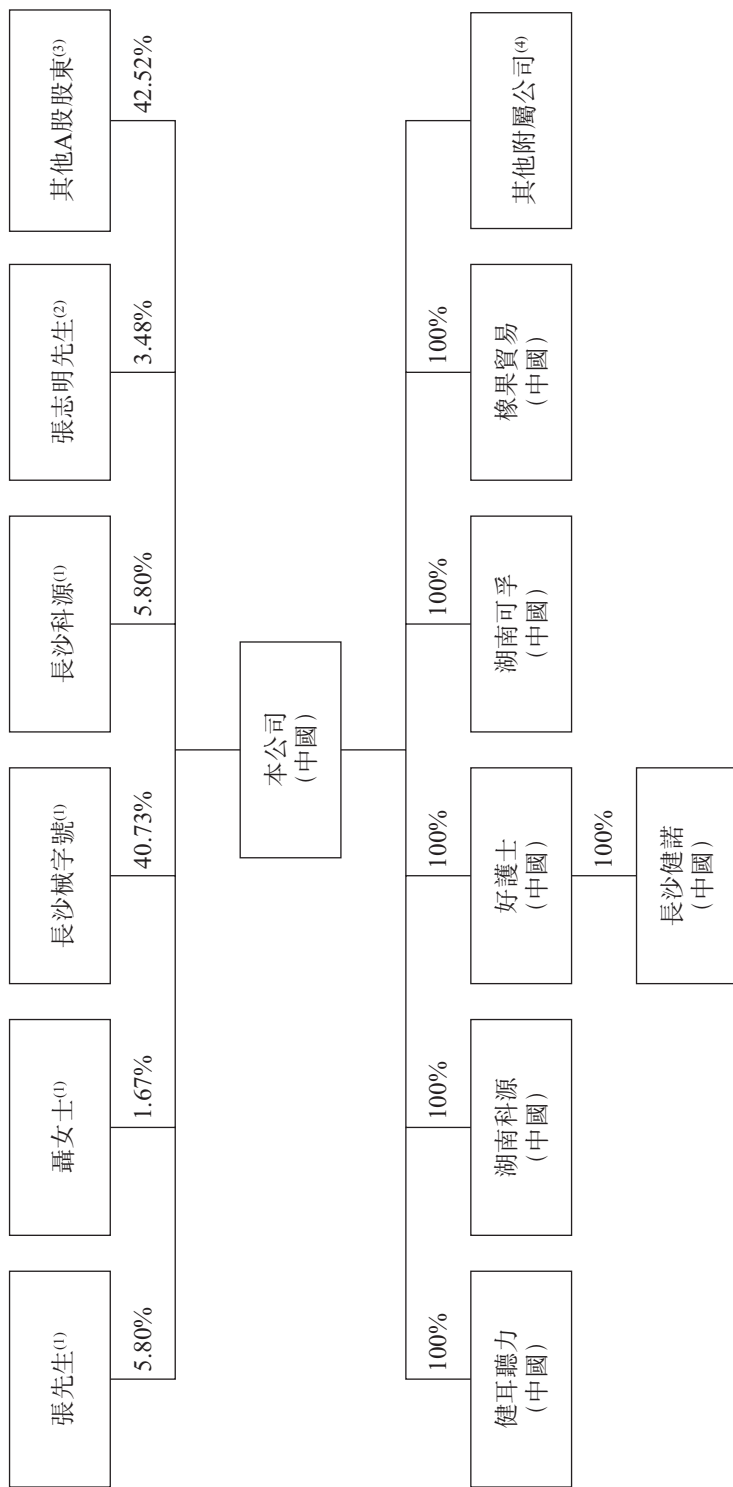 張先生(1)
聶女士(1)
長沙械字號(1)
長沙科源(1)
張志明先生(2)
其他A股股東(3)
5.80%
1.67%
40.73%
5.80%
3.48%
42.52%
本公司
(中國)
100%
100%
100%
100%
100%
健耳聽力
(中國)
湖南科源
(中國)
好護士
(中國)
湖南可孚
(中國)
橡果貿易
(中國)
其他附屬公司(4)
100%
長沙健諾
(中國)